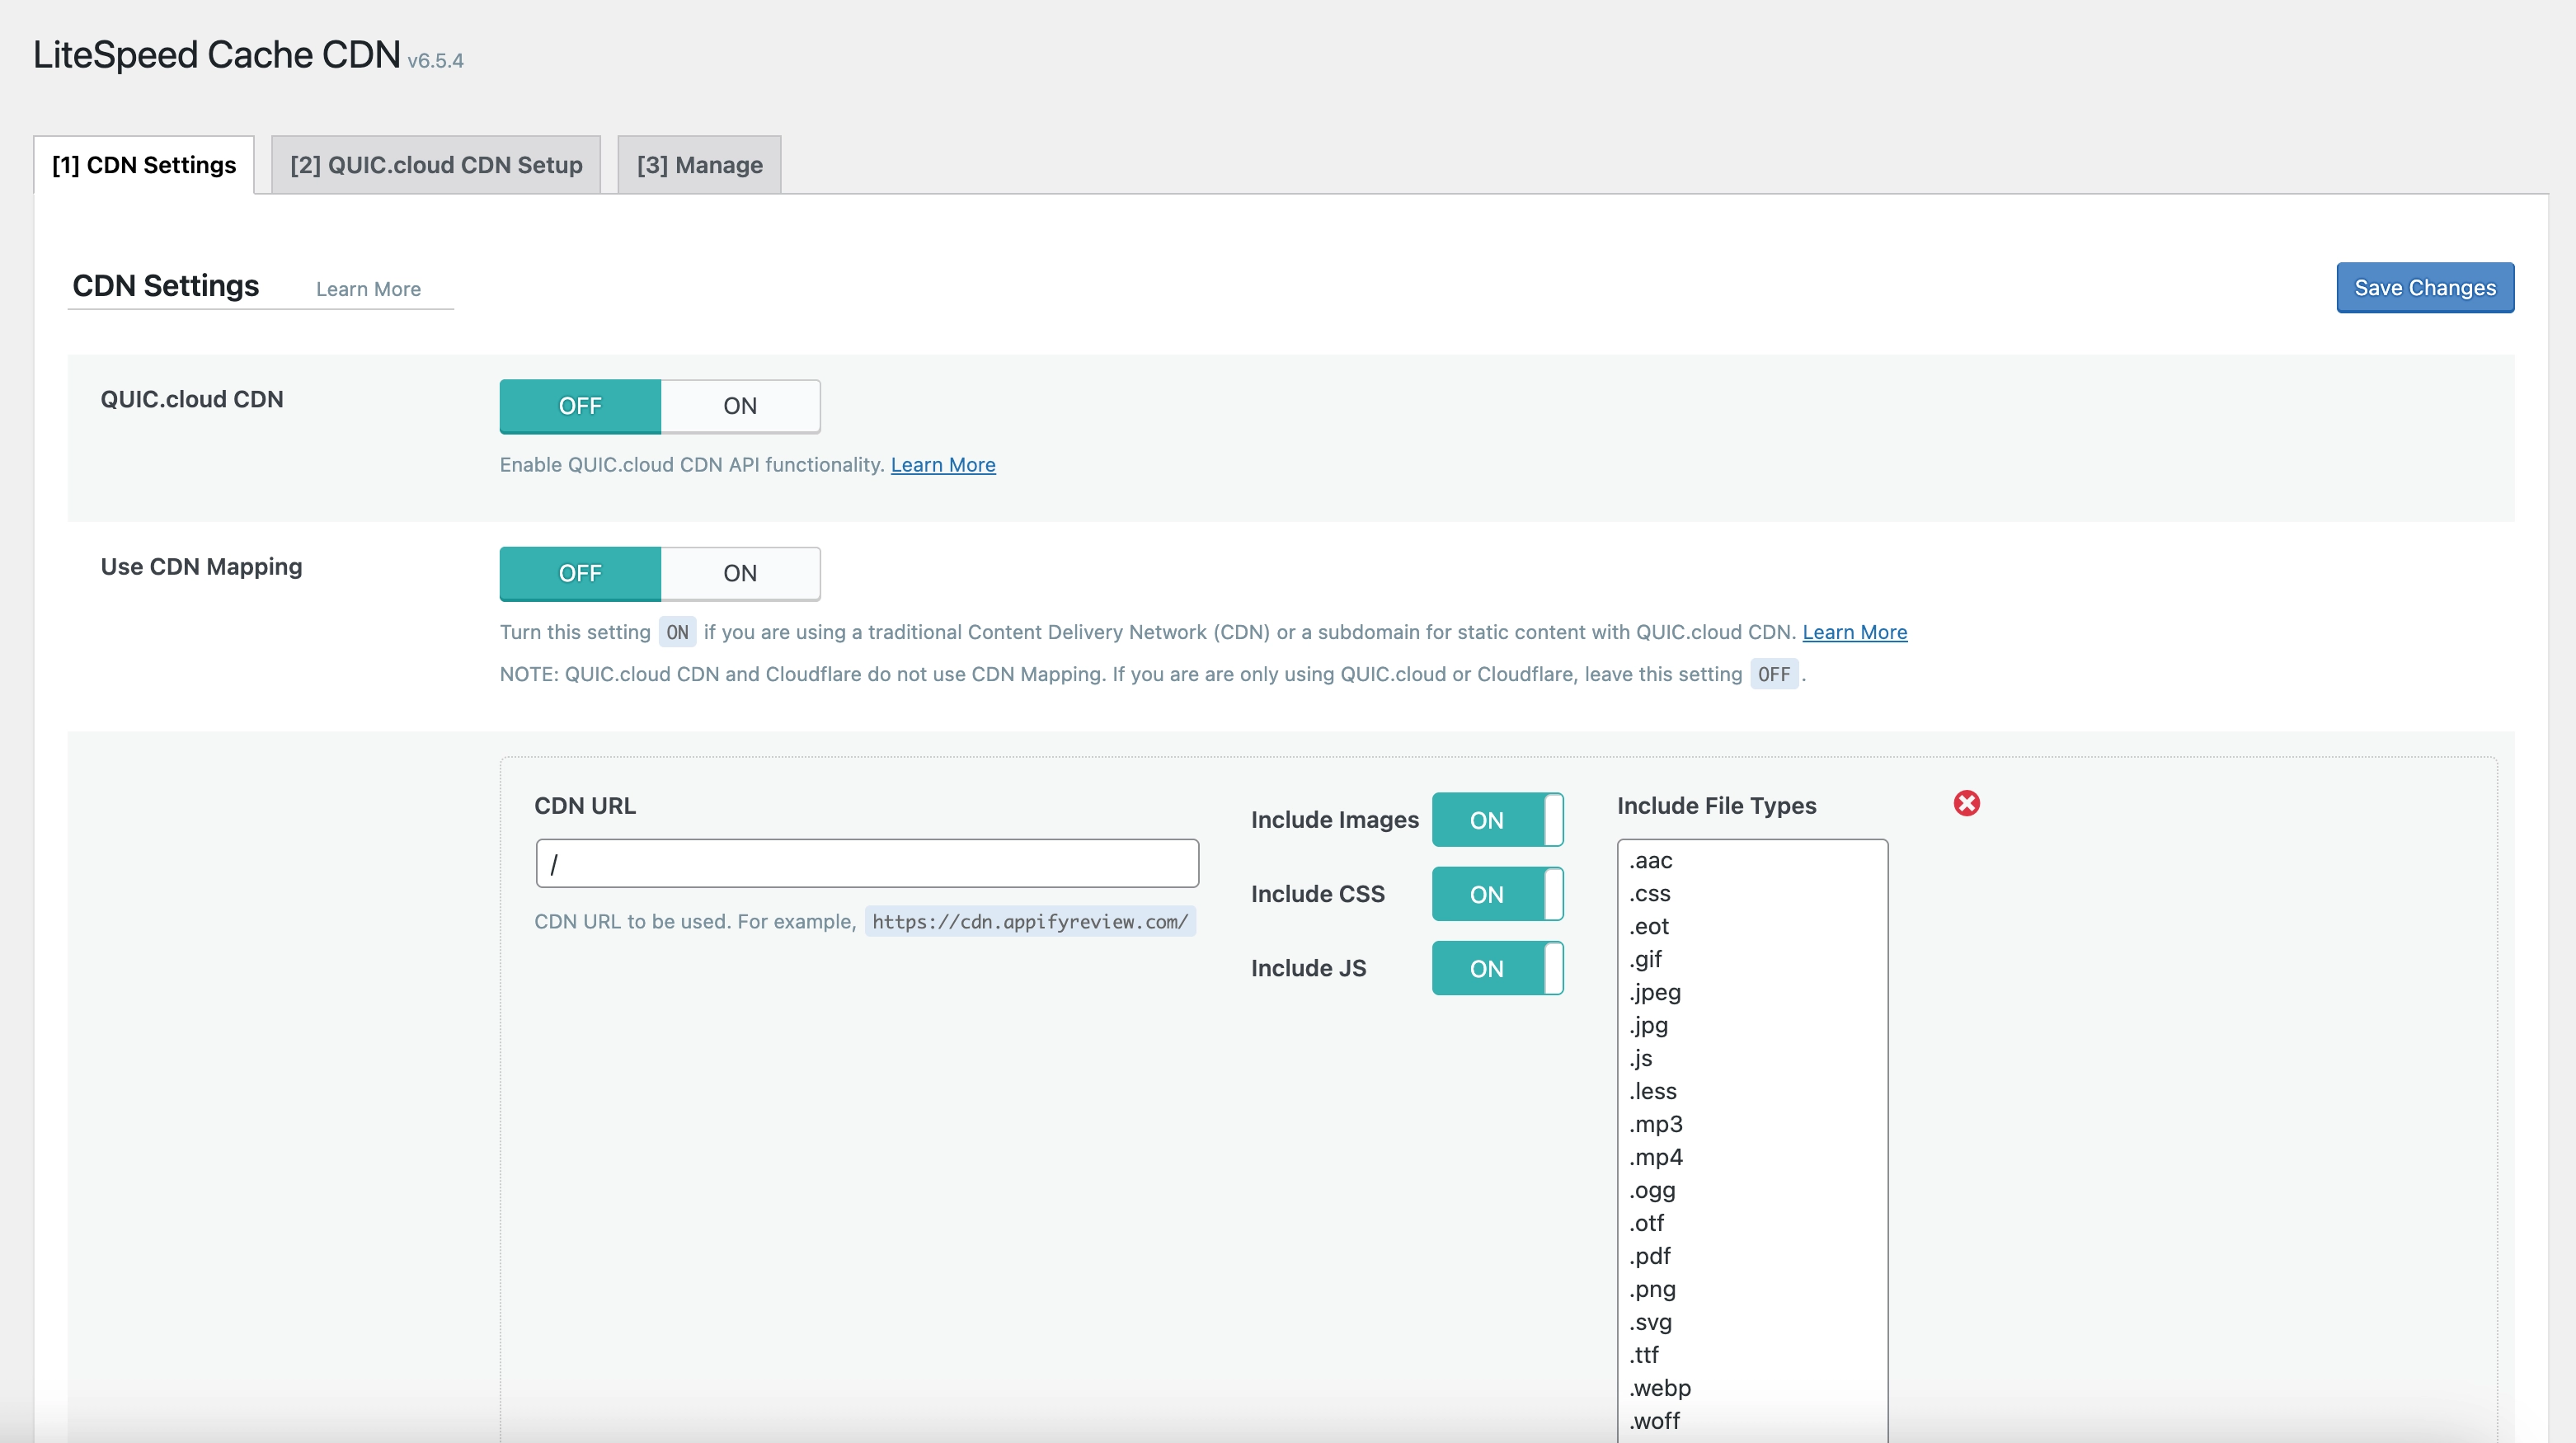 LiteSpeed Cache CDN v6.5.4
[1] CDN Settings [2] QUIC.cloud CDN Setup [3] Manage
CDN Settings Learn More Save Changes
QUIC.cloud CDN OFF ON
Enable QUIC.cloud CDN API functionality. Learn More
Use CDN Mapping OFF ON
Turn this setting ON if you are using a traditional Content Delivery Network (CDN) or a subdomain for static content with QUIC.cloud CDN. Learn More
NOTE: QUIC.cloud CDN and Cloudflare do not use CDN Mapping. If you are are only using QUIC.cloud or Cloudflare, leave this setting OFF .
CDN URL
/
CDN URL to be used. For example, https://cdn.appifyreview.com/
Include Images ON
Include CSS ON
Include JS ON
Include File Types
.aac
.css
.eot
.gif
.jpeg
.jpg
.js
.less
.mp3
.mp4
.ogg
.otf
.pdf
.png
.svg
.ttf
.webp
.woff